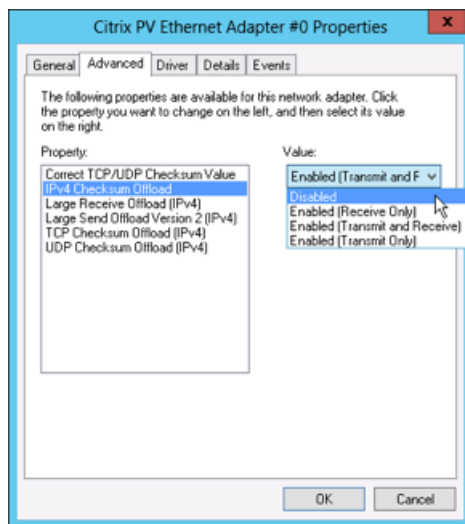 Citrix PV Ethernet Adapter #0 Properties
x
General Advanced Driver Details Events
The following properties are available for this network adapter. Click
the property you want to change on the left, and then select its value
on the right.
Property:
Value:
Correct TCP/UDP Checksum Value
IPv4 Checksum Offload
Large Receive Offload (IPv4)
Large Send Offload Version 2 (IPv4)
TCP Checksum Offload (IPv4)
UDP Checksum Offload (IPv4)
Enabled (Transmit and F
Disabled
Enabled (Receive Only)
Enabled (Transmit and Receive)
Enabled (Transmit Only)
OK Cancel